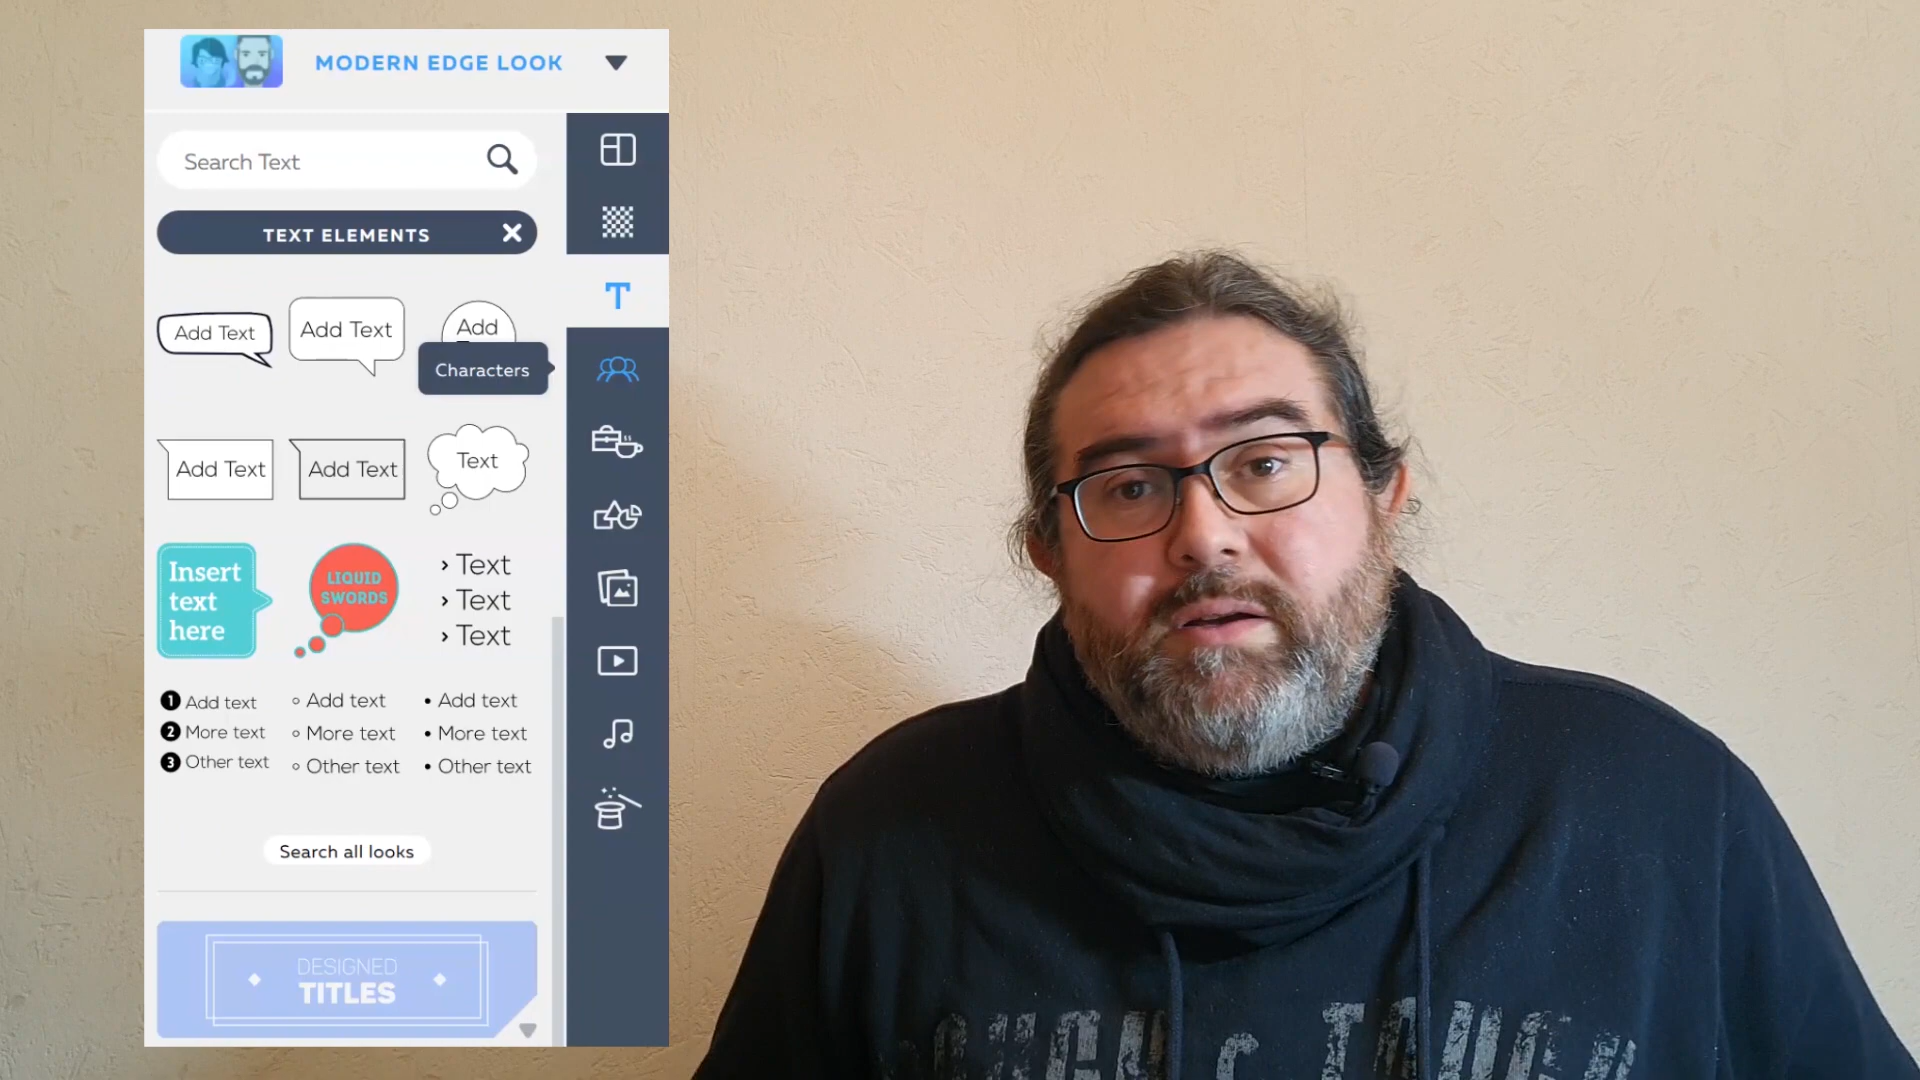 MODERN EDGE LOOK
Search Text
TEXT ELEMENTS
Add Text
Add Text
Add
Characters
Add Text
Add Text
Text
Insert
text
here
LIQUID
SWORDS
› Text
› Text
› Text
1 Add text
2 More text
3 Other text
◦ Add text
◦ More text
◦ Other text
• Add text
• More text
• Other text
Search all looks
DESIGNED
TITLES